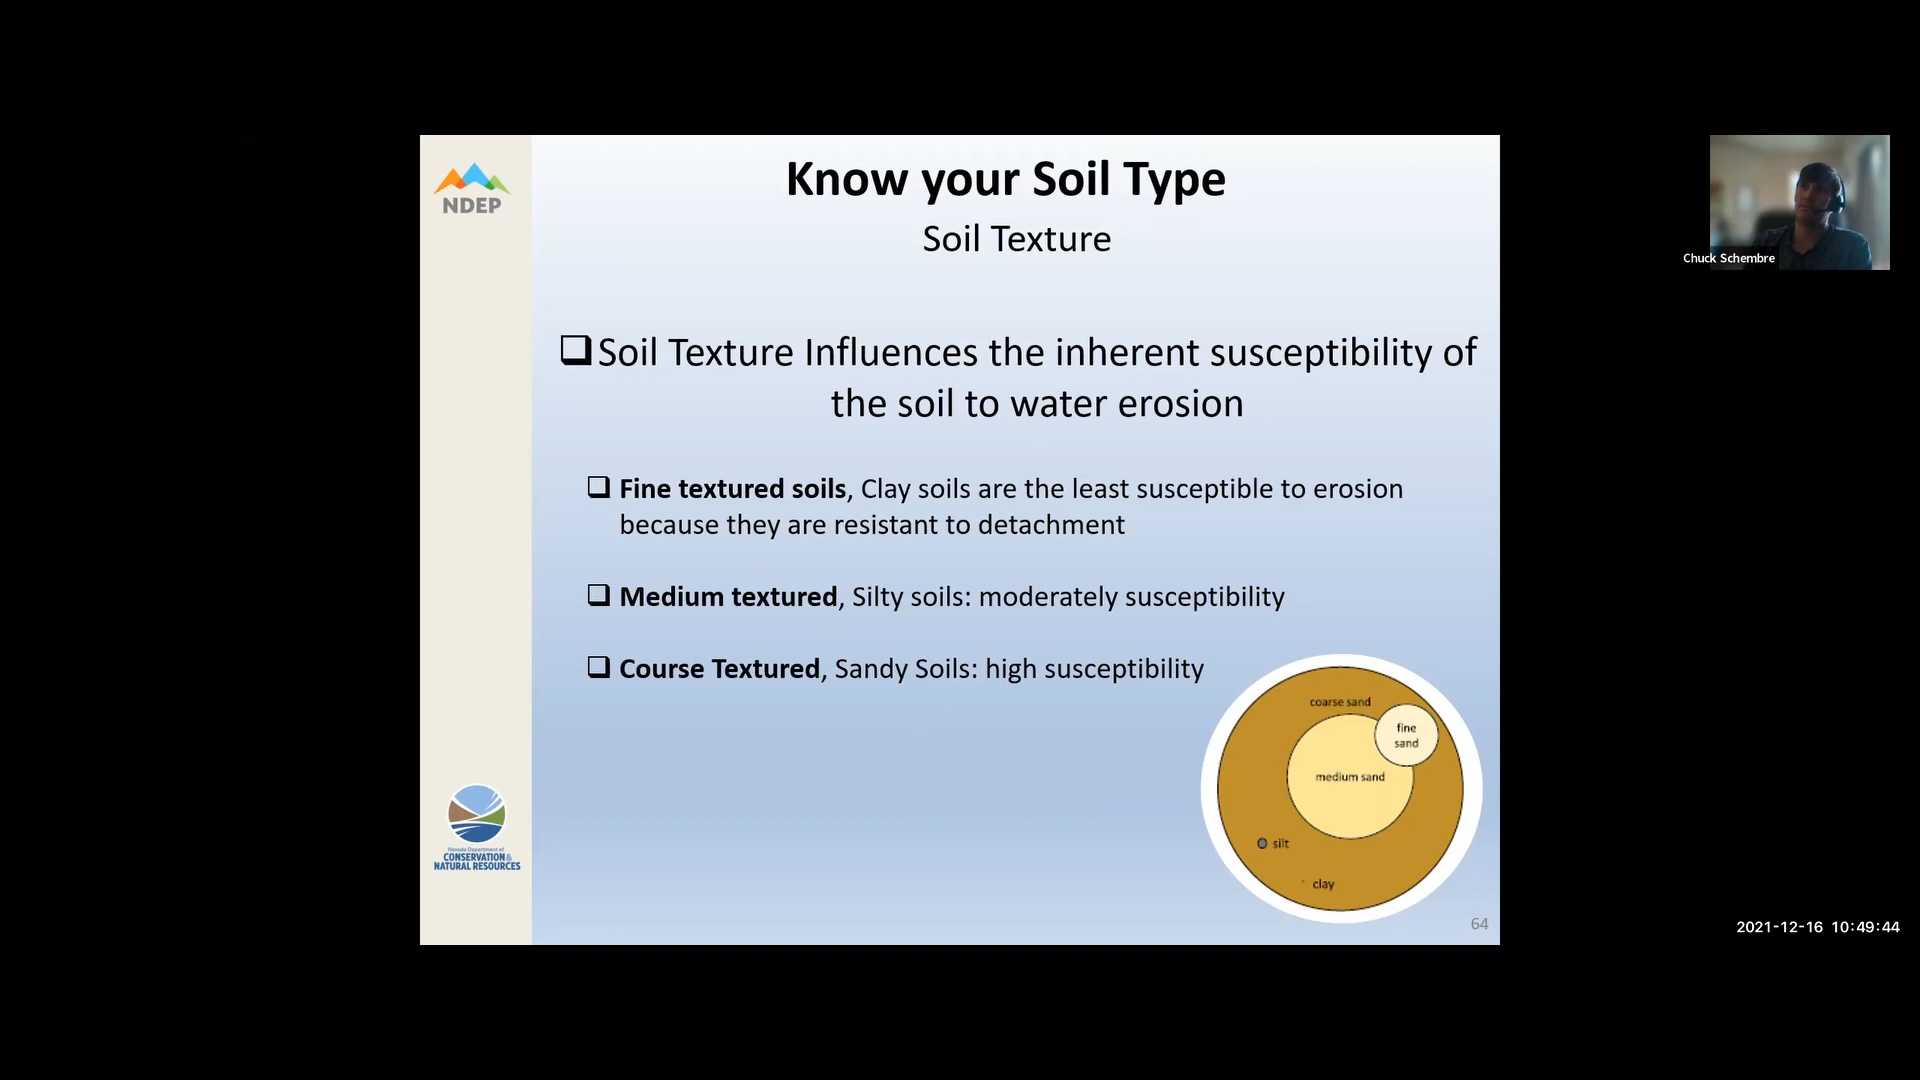 NDEP
Know your Soil Type
Soil Texture
Soil Texture Influences the inherent susceptibility of
the soil to water erosion
Fine textured soils, Clay soils are the least susceptible to erosion
because they are resistant to detachment
Medium textured, Silty soils: moderately susceptibility
Course Textured, Sandy Soils: high susceptibility
coarse sand
fine
sand
medium sand
silt
clay
Nevada Department of
CONSERVATION&
NATURAL RESOURCES
64
Chuck Schembre
2021-12-16 10:49:44